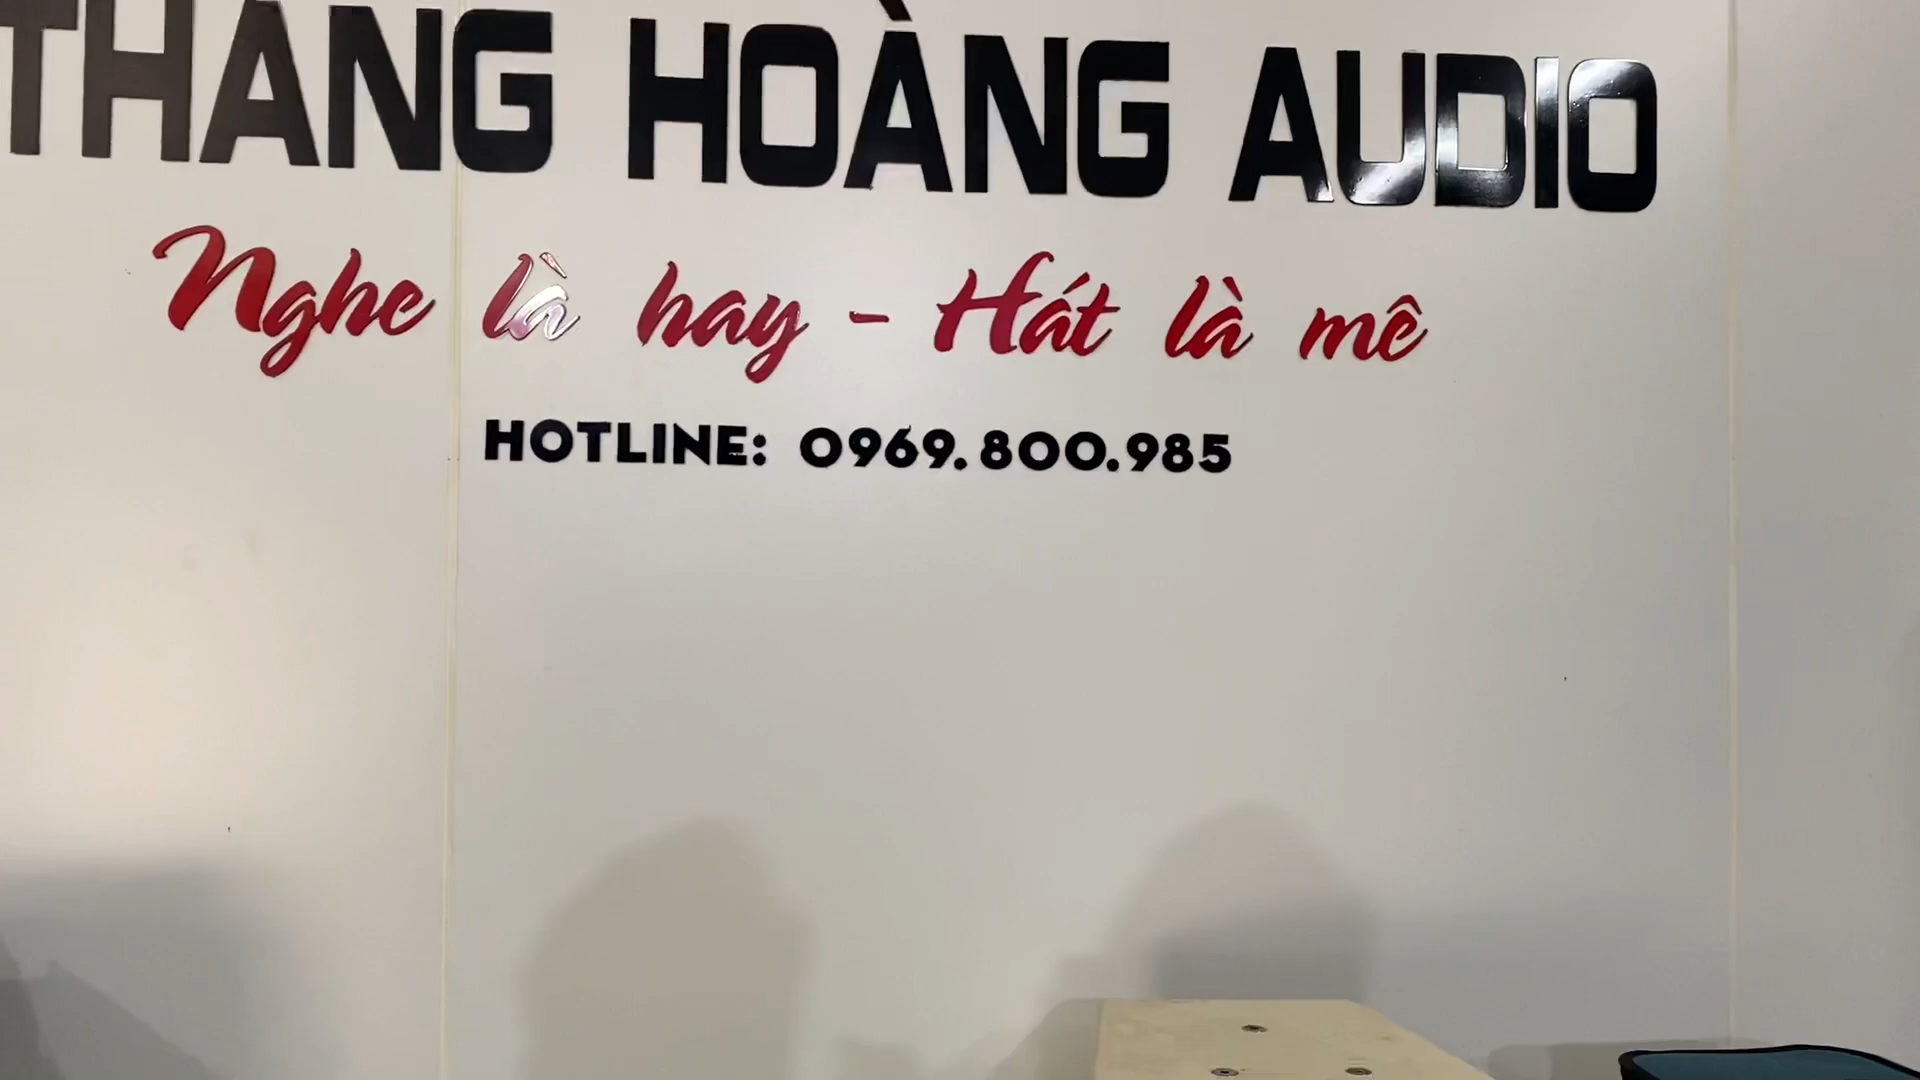 THANG HOÀNG AUDIO
Nghe là hay - Hát là mê
HOTLINE: 0969.800.985